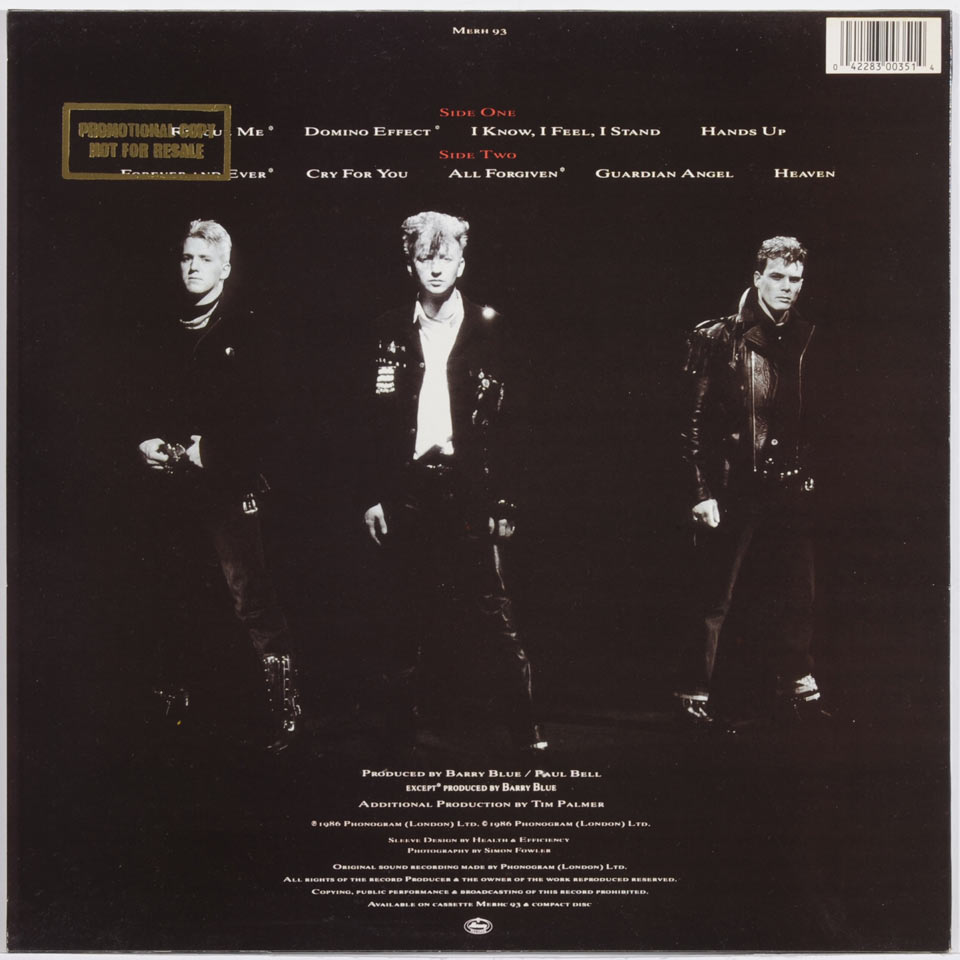 Merh 93
0 42283 00351 4
Side One
PROMOTIONAL COPY
NOT FOR RESALE
Me* Domino Effect* I Know, I Feel, I Stand Hands Up
Side Two
Forever and Ever* Cry For You All Forgiven* Guardian Angel Heaven
Produced by Barry Blue / Paul Bell
except* produced by Barry Blue
Additional Production by Tim Palmer
℗ 1986 Phonogram (London) Ltd. © 1986 Phonogram (London) Ltd.
Sleeve Design by Health & Efficiency
Photography by Simon Fowler
Original sound recording made by Phonogram (London) Ltd.
All rights of the record Producer & the owner of the work reproduced reserved.
Copying, public performance & broadcasting of this record prohibited.
Available on cassette Merhc 93 & compact disc